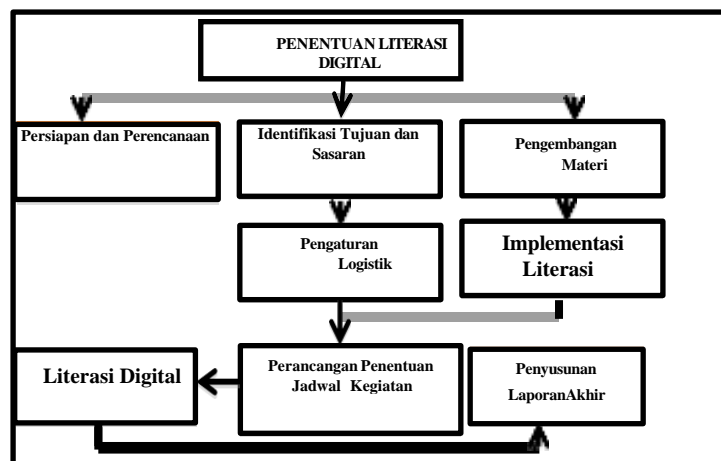 PENENTUAN LITERASI
DIGITAL
Persiapan dan Perencanaan
Identifikasi Tujuan dan
Sasaran
Pengembangan
Materi
Pengaturan
Logistik
Implementasi
Literasi
Literasi Digital
Perancangan Penentuan
Jadwal Kegiatan
Penyusunan
LaporanAkhir